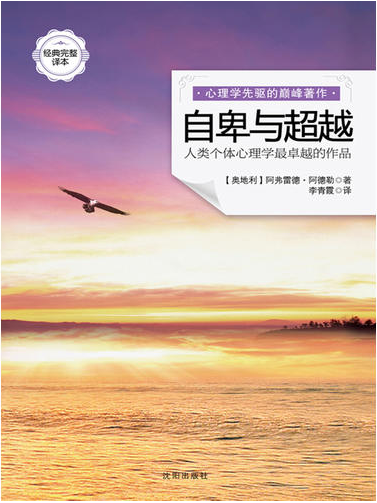 经典完整
译本
·心理学先驱的巅峰著作·
自卑与超越
人类个体心理学最卓越的作品
【奥地利】阿弗雷德·阿德勒>著
李青霞>译
沈阳出版社